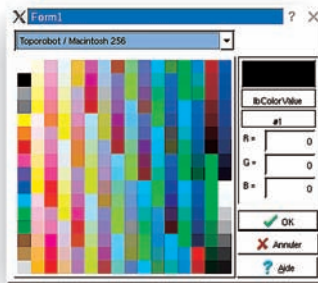 Form1
Toporobot / Macintosh 256
lbColorValue
#1
R= 0
G= 0
B= 0
OK
Annuler
Aide